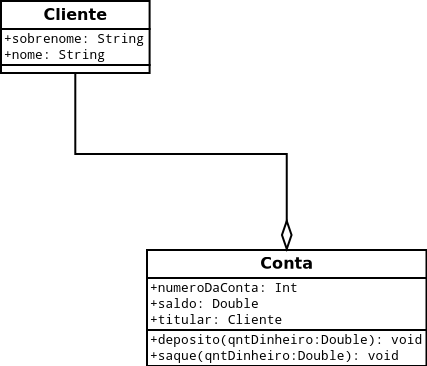 Cliente
+sobrenome: String
+nome: String
Conta
+numeroDaConta: Int
+saldo: Double
+titular: Cliente
+deposito(qntDinheiro:Double): void
+saque(qntDinheiro:Double): void